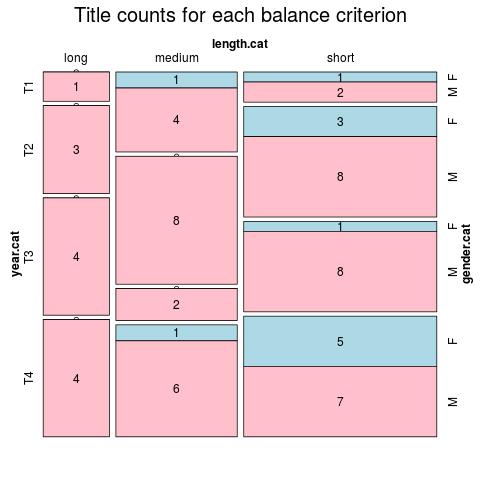 Title counts for each balance criterion
length.cat
long medium short
T1 1 1 1 F
4 2 M
T2 3 8 3 F
8 M
year.cat T3 4 2 1 F gender.cat
8 M
T4 4 1 5 F
6 7 M